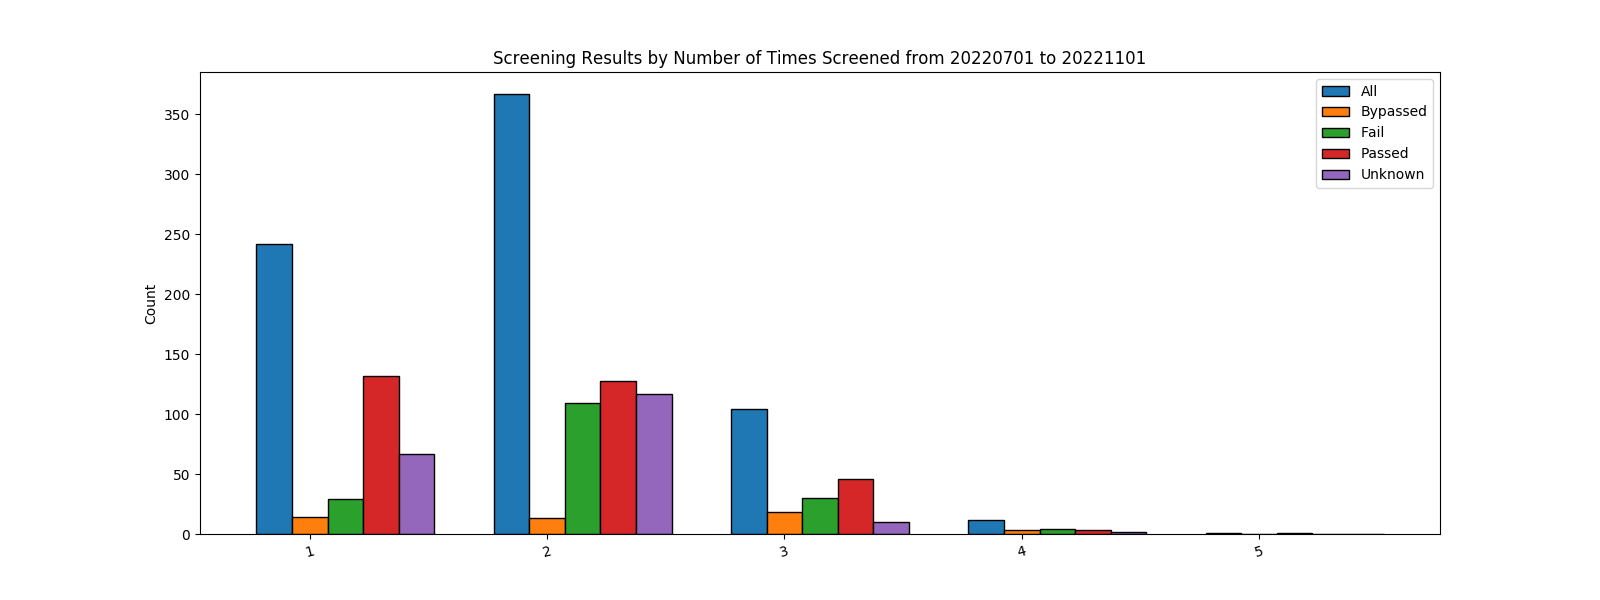 Screening Results by Number of Times Screened from 20220701 to 20221101
All
Bypassed
Fail
Passed
Unknown
Count
350
300
250
200
150
100
50
0
1 2 3 4 5